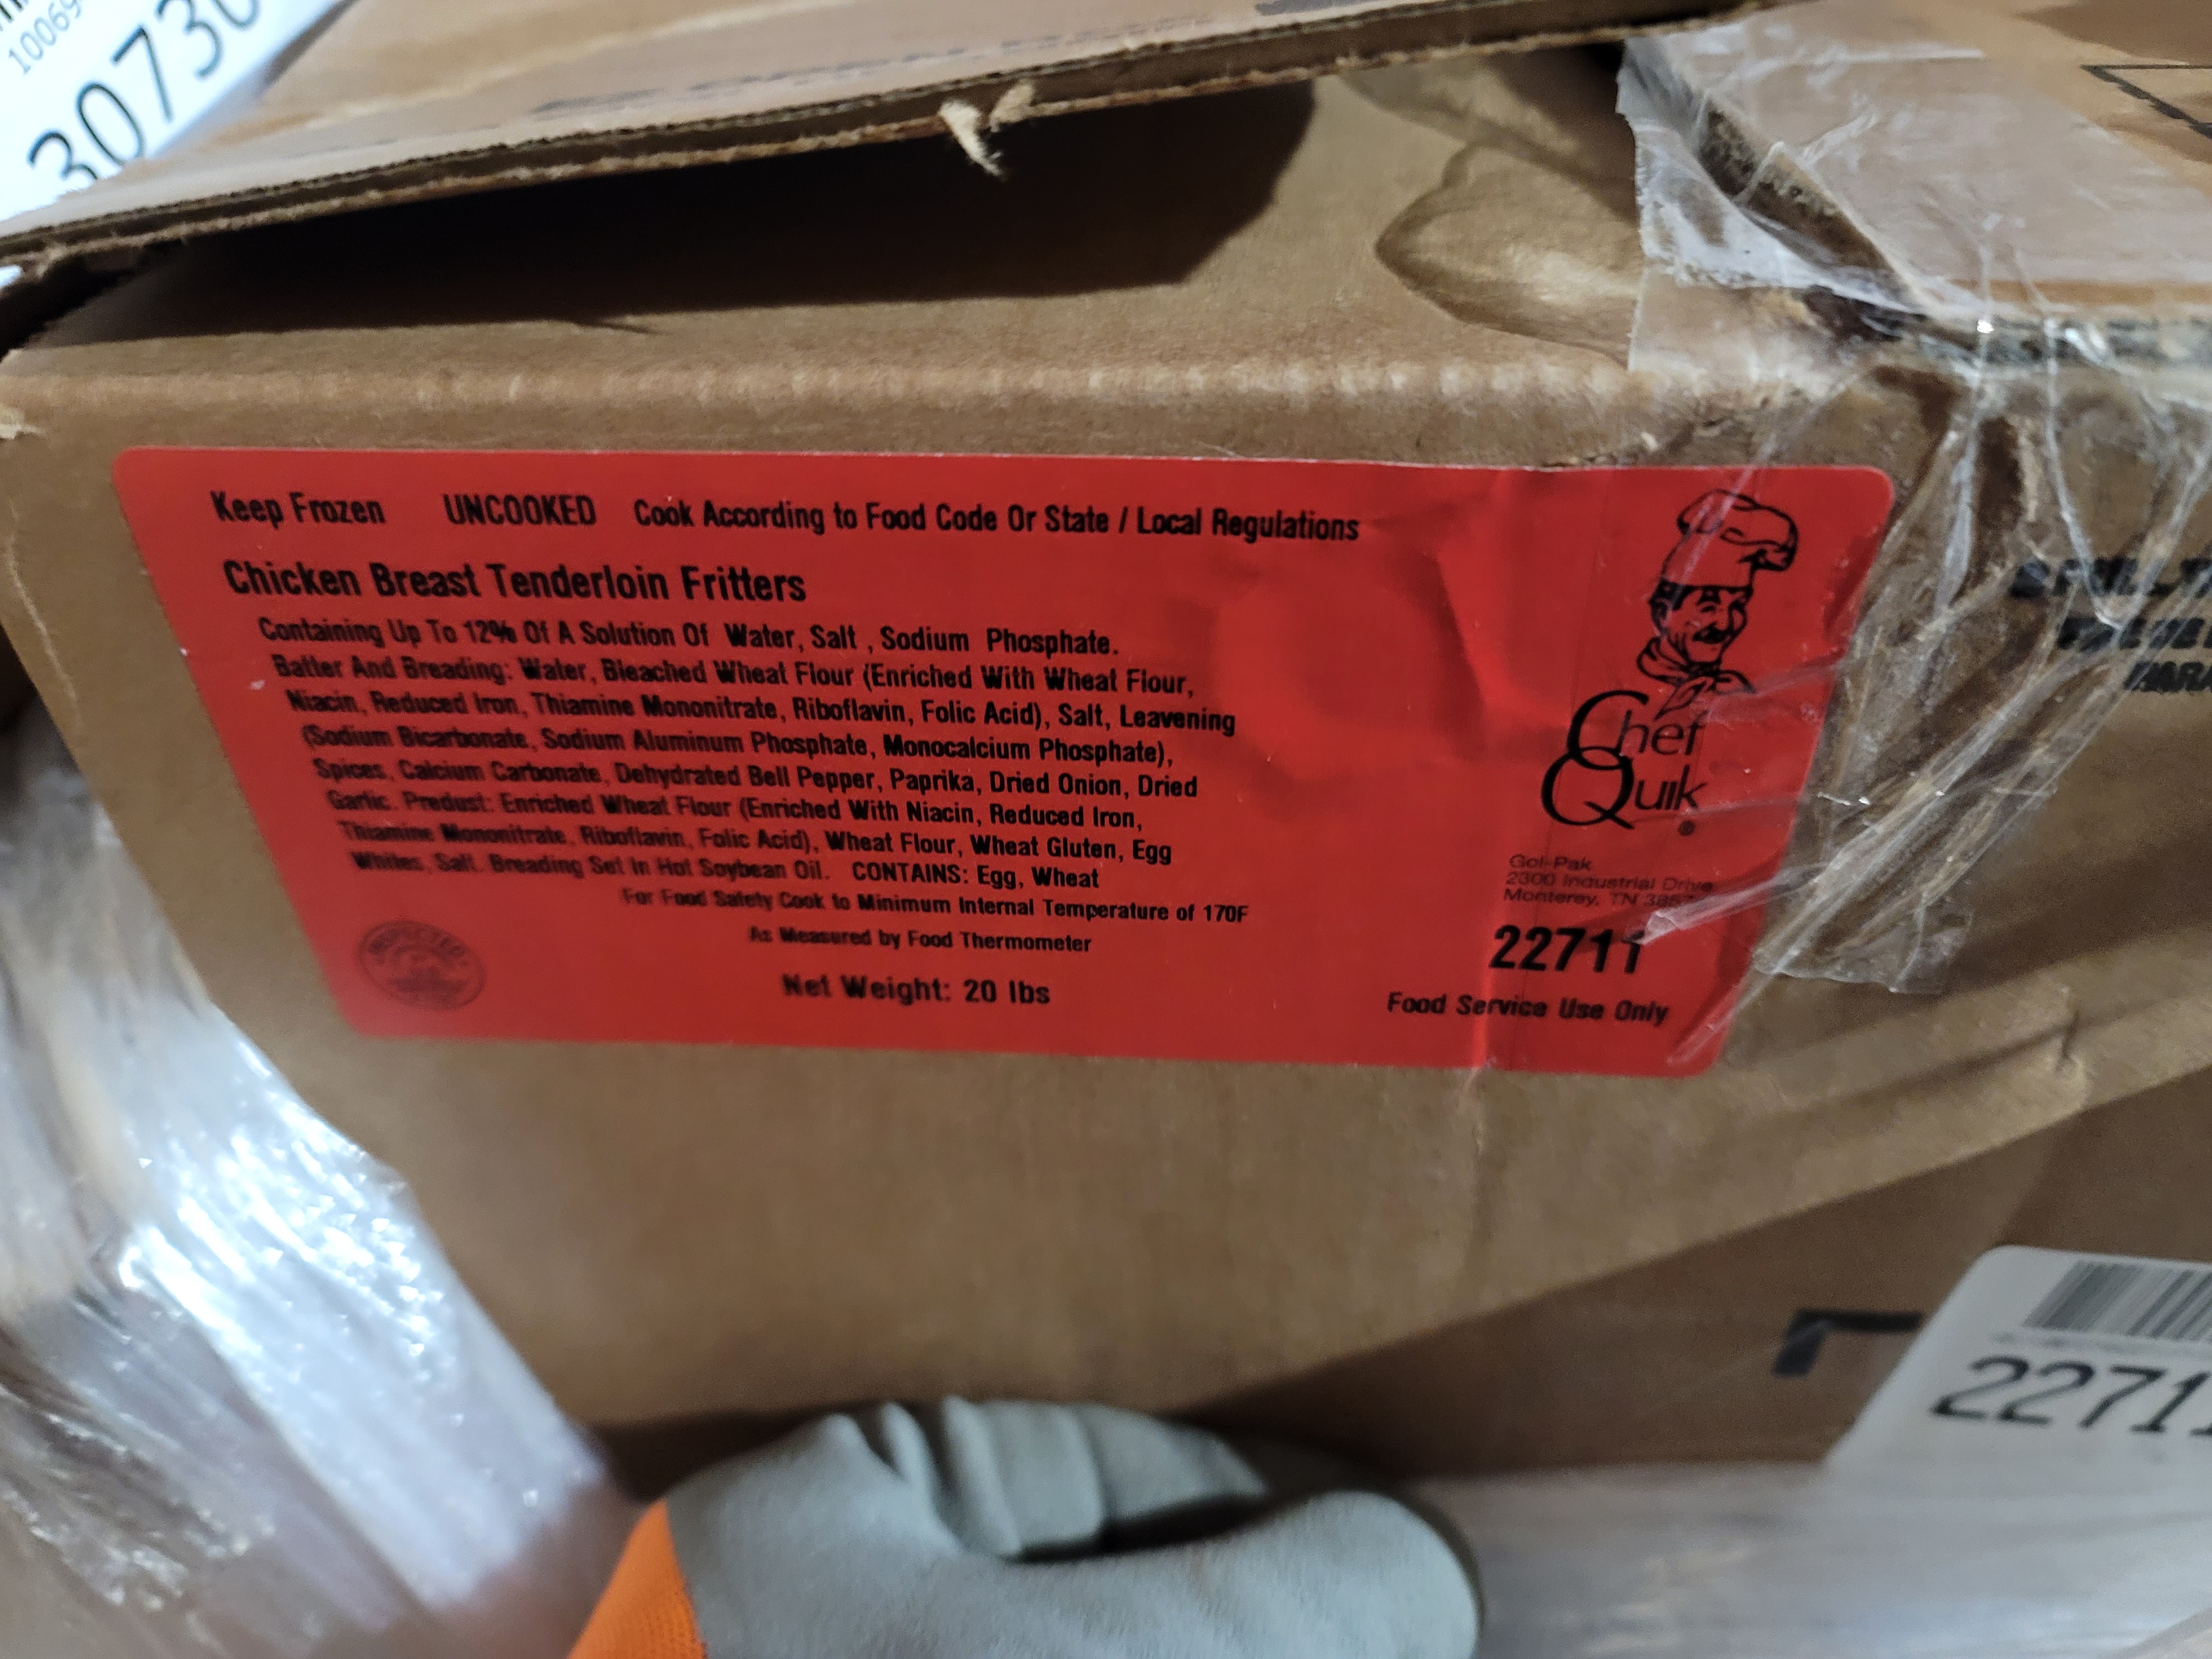 30730
Keep Frozen UNCOOKED Cook According to Food Code Or State / Local Regulations
Chicken Breast Tenderloin Fritters
Containing Up To 12% Of A Solution Of Water, Salt , Sodium Phosphate.
Batter And Breading: Water, Bleached Wheat Flour (Enriched With Wheat Flour,
Niacin, Reduced Iron, Thiamine Mononitrate, Riboflavin, Folic Acid), Salt, Leavening
(Sodium Bicarbonate, Sodium Aluminum Phosphate, Monocalcium Phosphate),
Spices, Calcium Carbonate, Dehydrated Bell Pepper, Paprika, Dried Onion, Dried
Garlic. Predust: Enriched Wheat Flour (Enriched With Niacin, Reduced Iron,
Thiamine Mononitrate, Riboflavin, Folic Acid), Wheat Flour, Wheat Gluten, Egg
Whites, Salt. Breading Set In Hot Soybean Oil. CONTAINS: Egg, Wheat
For Food Safety Cook to Minimum Internal Temperature of 170F
As Measured by Food Thermometer
Net Weight: 20 lbs
Chef
Quik
Gol-Pak
2300 Industrial Drive
Monterey, TN
22711
Food Service Use Only
2271